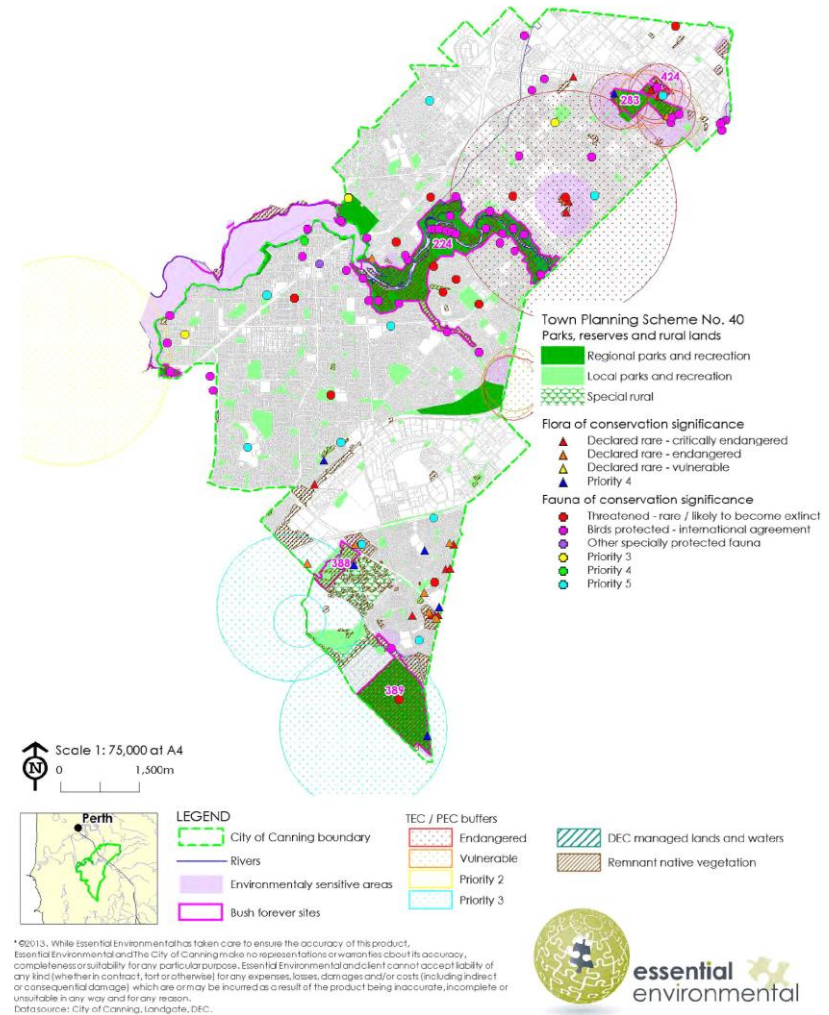 424
283
224
388
389
Town Planning Scheme No. 40
Parks, reserves and rural lands
Regional parks and recreation
Local parks and recreation
Special rural
Flora of conservation significance
Declared rare - critically endangered
Declared rare - endangered
Declared rare - vulnerable
Priority 4
Fauna of conservation significance
Threatened - rare / likely to become extinct
Birds protected - international agreement
Other specially protected fauna
Priority 3
Priority 4
Priority 5
Scale 1: 75,000 at A4
N
0 1,500m
Perth
LEGEND
City of Canning boundary
Rivers
Environmentaly sensitive areas
Bush forever sites
TEC / PEC buffers
Endangered
Vulnerable
Priority 2
Priority 3
DEC managed lands and waters
Remnant native vegetation
* ©2013. While Essential Environmental has taken care to ensure the accuracy of this product,
Essential Environmental and The City of Canning make no representations or warranties about its accuracy,
completeness or suitability for any particular purpose. Essential Environmental and client cannot accept liability of
any kind (whether in contract, fort or otherwise) for any expenses, losses, damages and/or costs (including indirect
or consequential damage) which are or may be incurred as a result of the product being inaccurate, incomplete or
unsuitable in any way and for any reason.
Data source: City of Canning, Landgate, DEC.
essential
environmental